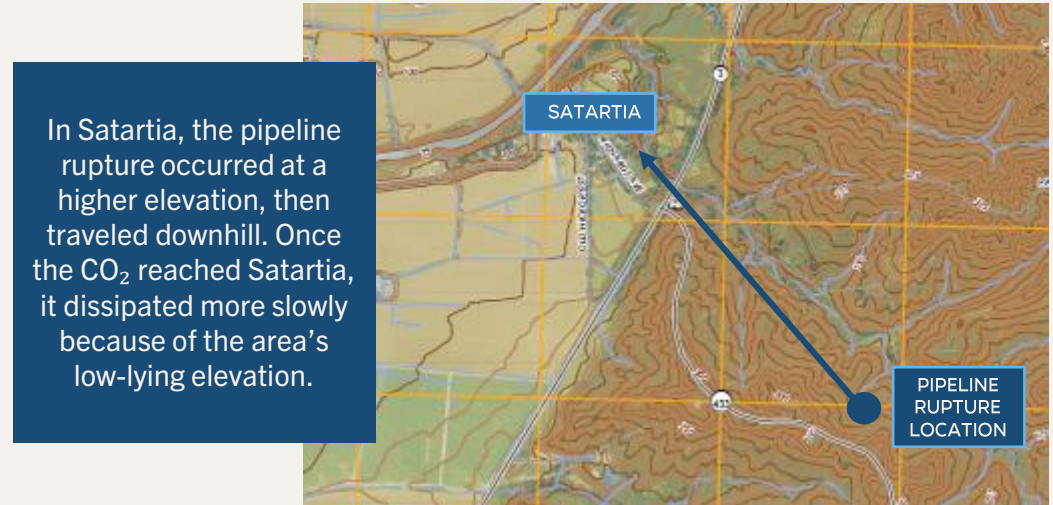 In Satartia, the pipeline
rupture occurred at a
higher elevation, then
traveled downhill. Once
the CO₂ reached Satartia,
it dissipated more slowly
because of the area’s
low-lying elevation.
SATARTIA
3
433
PIPELINE
RUPTURE
LOCATION